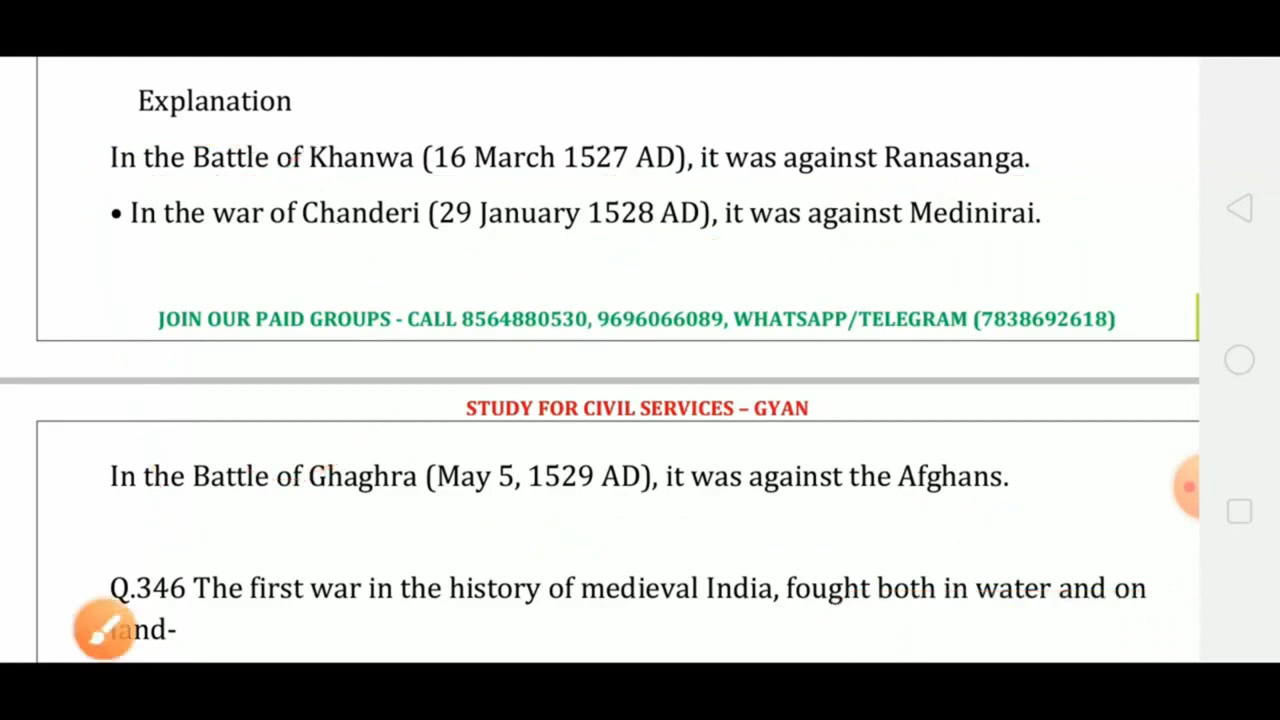 Explanation
In the Battle of Khanwa (16 March 1527 AD), it was against Ranasanga.
• In the war of Chanderi (29 January 1528 AD), it was against Medinirai.
JOIN OUR PAID GROUPS - CALL 8564880530, 9696066089, WHATSAPP/TELEGRAM (7838692618)
STUDY FOR CIVIL SERVICES – GYAN
In the Battle of Ghaghra (May 5, 1529 AD), it was against the Afghans.
Q.346 The first war in the history of medieval India, fought both in water and on
land-